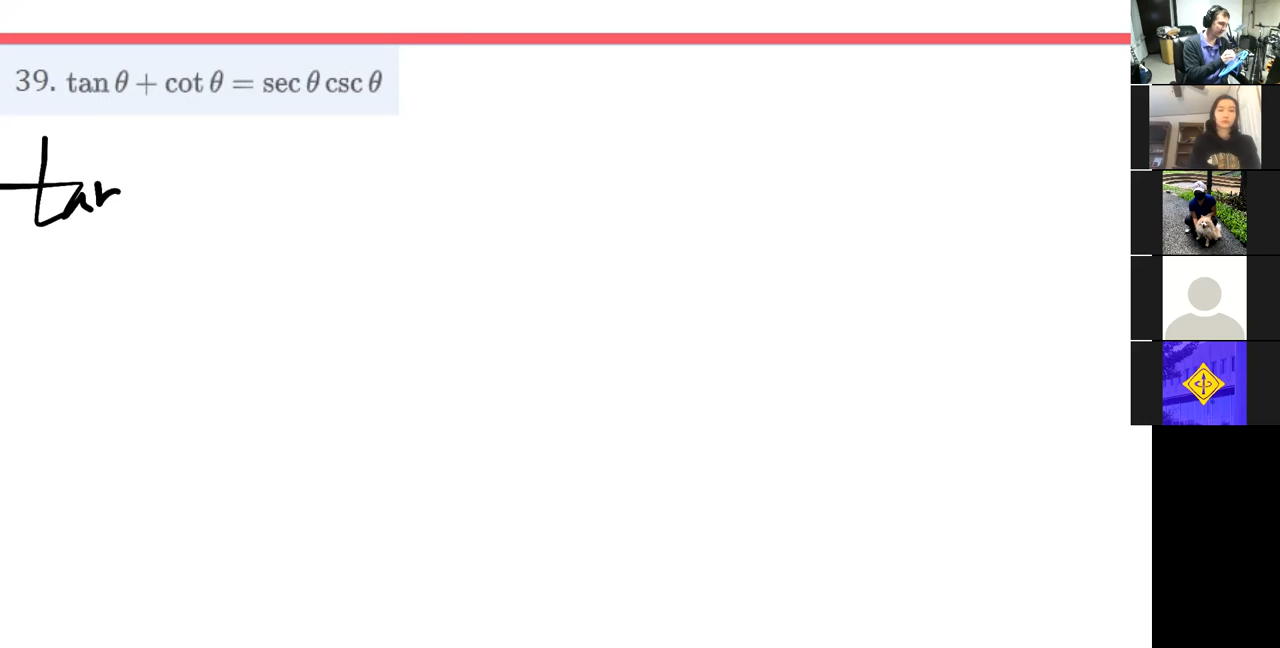 39. tan θ + cot θ = sec θ csc θ
tan